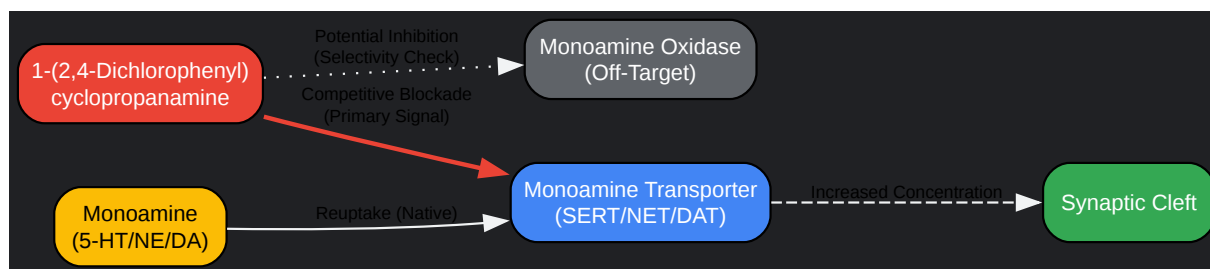 1-(2,4-Dichlorophenyl)
cyclopropanamine
Potential Inhibition
(Selectivity Check)
Monoamine Oxidase
(Off-Target)
Competitive Blockade
(Primary Signal)
Monoamine
(5-HT/NE/DA)
Reuptake (Native)
Monoamine Transporter
(SERT/NET/DAT)
Increased Concentration
Synaptic Cleft